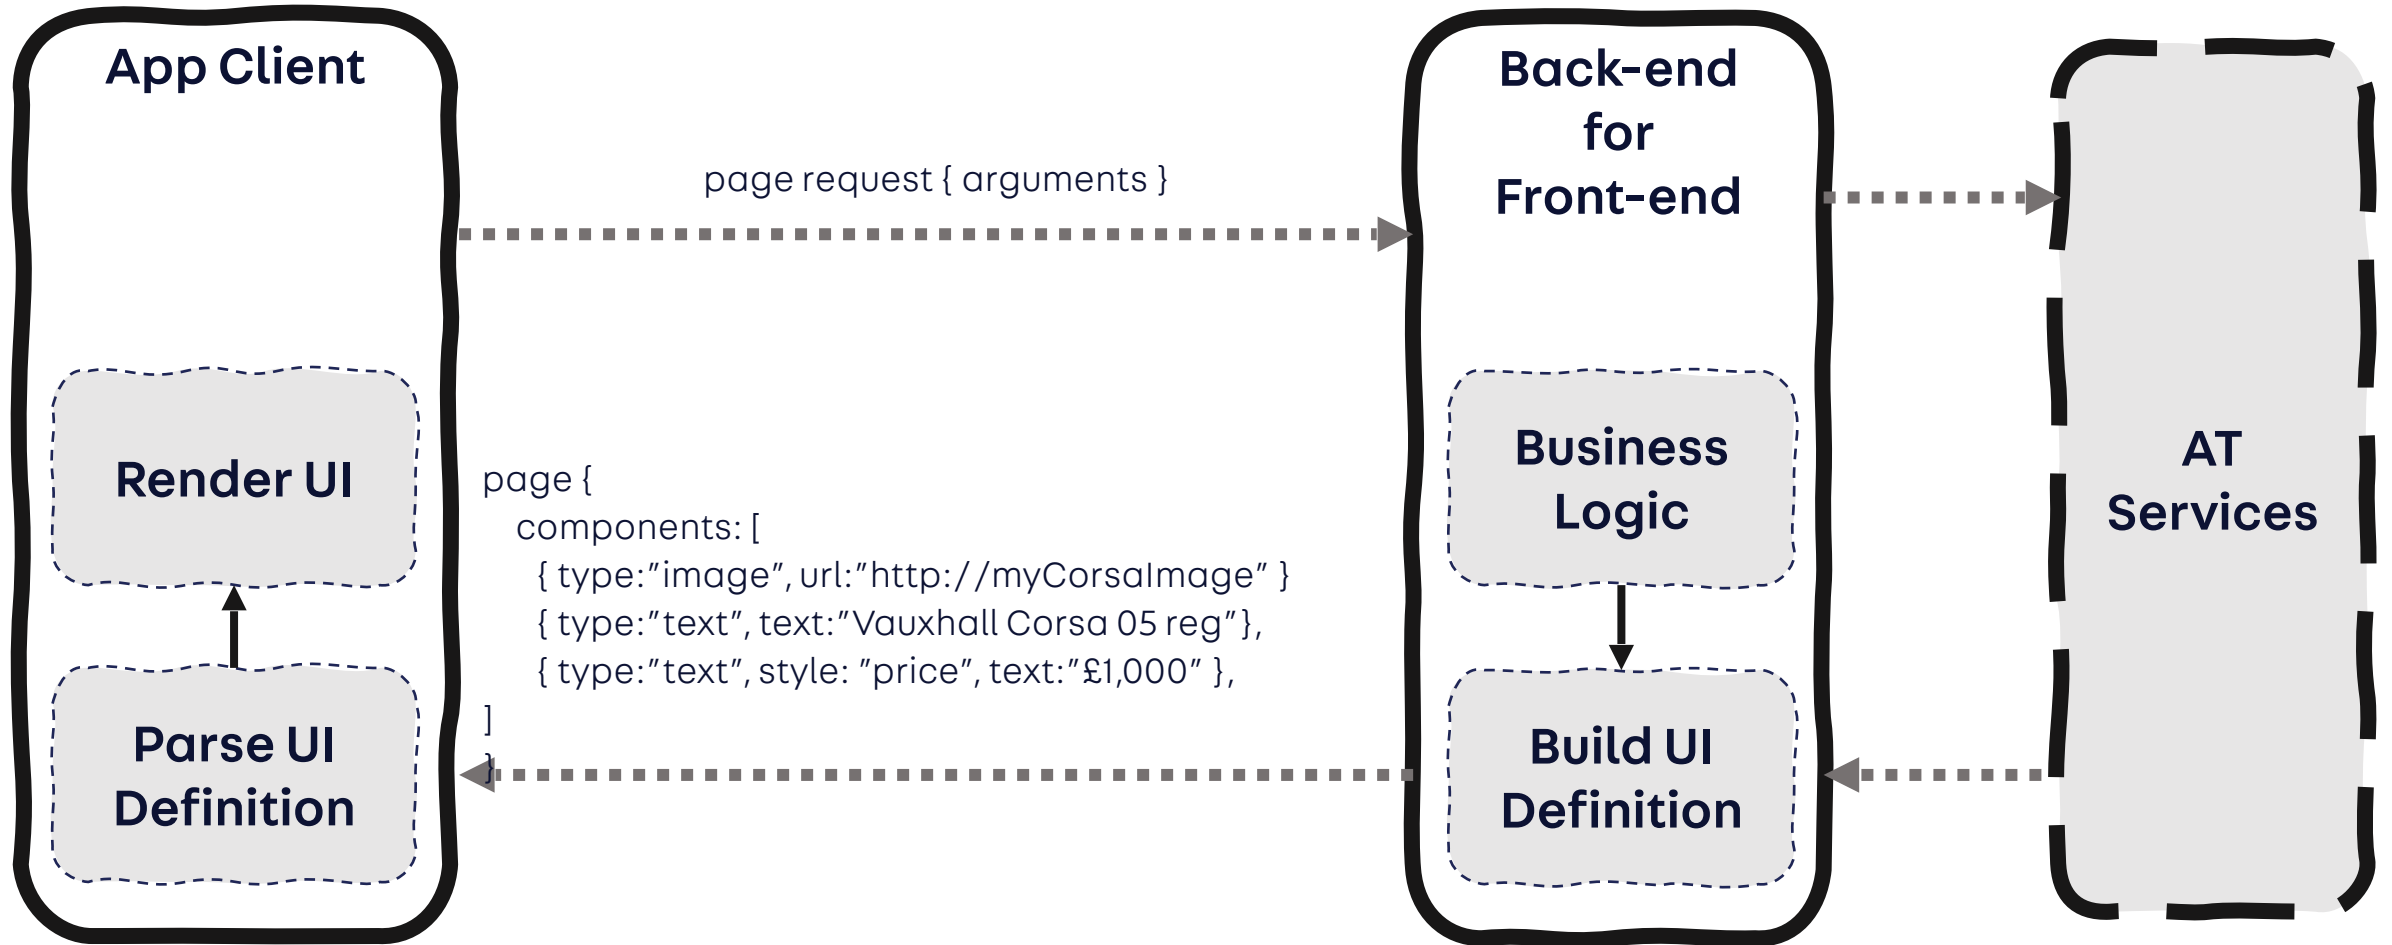 App Client
Render UI
Parse UI
Definition
page request { arguments }
page {
components: [
{ type:”image”, url:”http://myCorsaImage” }
{ type:”text”, text:”Vauxhall Corsa 05 reg”},
{ type:”text”, style: ”price”, text:”£1,000” },
]
}
Back-end
for
Front-end
Business
Logic
Build UI
Definition
AT
Services